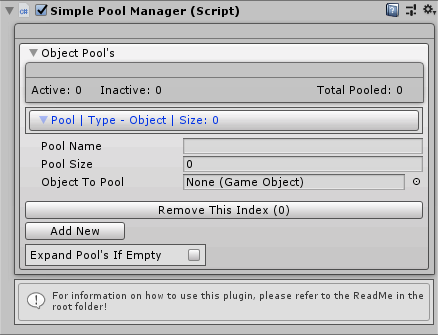 Simple Pool Manager (Script)
Object Pool's
Active: 0 Inactive: 0 Total Pooled: 0
Pool | Type - Object | Size: 0
Pool Name
Pool Size 0
Object To Pool None (Game Object)
Remove This Index (0)
Add New
Expand Pool's If Empty
For information on how to use this plugin, please refer to the ReadMe in the
root folder!